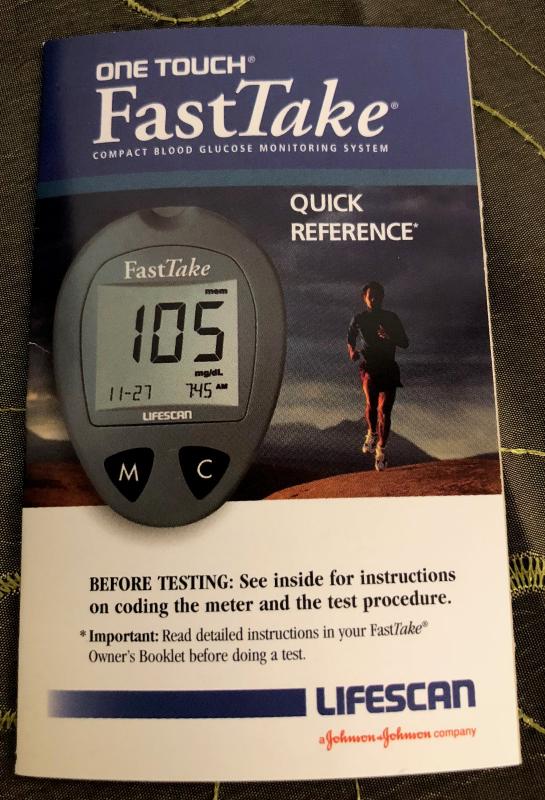 ONE TOUCH®
FastTake®
COMPACT BLOOD GLUCOSE MONITORING SYSTEM
QUICK
REFERENCE*
FastTake
mem
105
mg/dL
11-27 7:45 AM
LIFESCAN
M C
BEFORE TESTING: See inside for instructions
on coding the meter and the test procedure.
*Important: Read detailed instructions in your FastTake®
Owner's Booklet before doing a test.
LIFESCAN
a Johnson+Johnson company